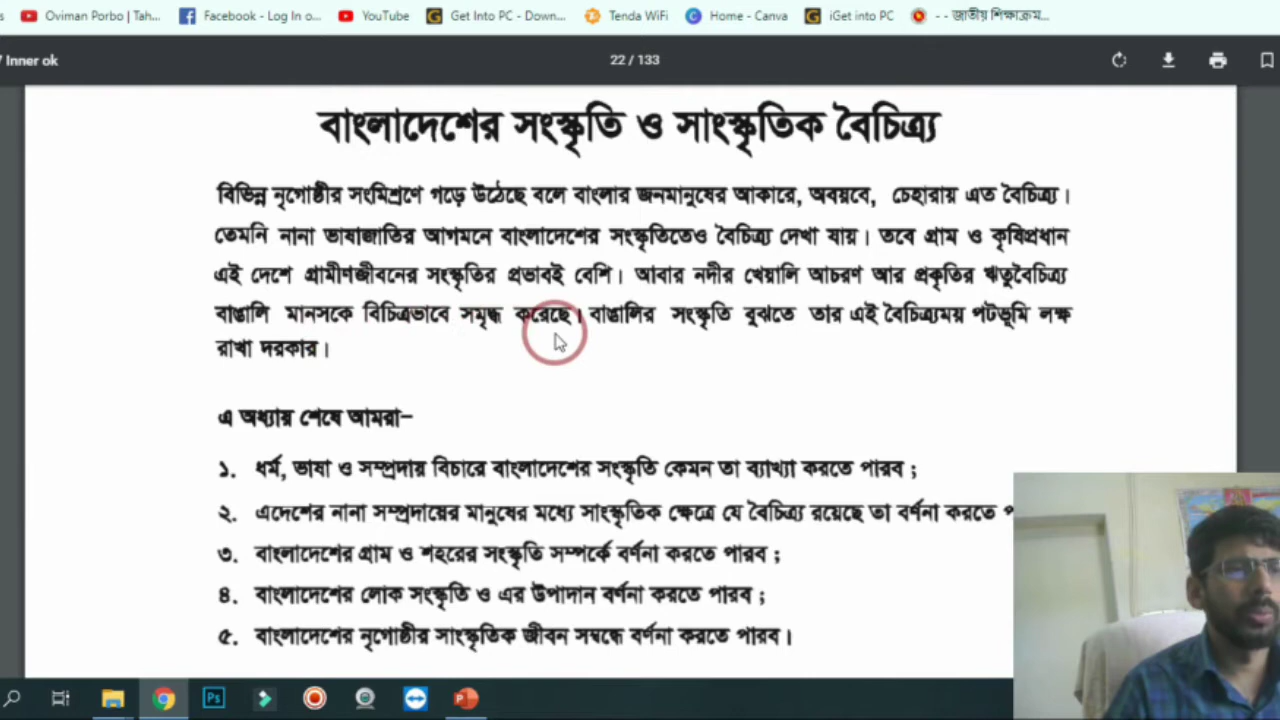 s
Oviman Porbo | Tah...
Facebook - Log In o...
YouTube
Get Into PC - Down...
Tenda WiFi
Home - Canva
iGet into PC
- - জাতীয় শিক্ষাক্রম...
7 Inner ok
22 / 133
বাংলাদেশের সংস্কৃতি ও সাংস্কৃতিক বৈচিত্র্য
বিভিন্ন নৃগোষ্ঠীর সংমিশ্রণে গড়ে উঠেছে বলে বাংলার জনমানুষের আকারে, অবয়বে, চেহারায় এত বৈচিত্র্য।
তেমনি নানা ভাষাজাতির আগমনে বাংলাদেশের সংস্কৃতিতেও বৈচিত্র্য দেখা যায়। তবে গ্রাম ও কৃষিপ্রধান
এই দেশে গ্রামীণজীবনের সংস্কৃতির প্রভাবই বেশি। আবার নদীর খেয়ালি আচরণ আর প্রকৃতির ঋতুবৈচিত্র্য
বাঙালি মানসকে বিচিত্রভাবে সমৃদ্ধ করেছে। বাঙালির সংস্কৃতি বুঝতে তার এই বৈচিত্র্যময় পটভূমি লক্ষ
রাখা দরকার।
এ অধ্যায় শেষে আমরা–
১. ধর্ম, ভাষা ও সম্প্রদায় বিচারে বাংলাদেশের সংস্কৃতি কেমন তা ব্যাখ্যা করতে পারব ;
২. এদেশের নানা সম্প্রদায়ের মানুষের মধ্যে সাংস্কৃতিক ক্ষেত্রে যে বৈচিত্র্য রয়েছে তা বর্ণনা করতে প
৩. বাংলাদেশের গ্রাম ও শহরের সংস্কৃতি সম্পর্কে বর্ণনা করতে পারব ;
৪. বাংলাদেশের লোক সংস্কৃতি ও এর উপাদান বর্ণনা করতে পারব ;
৫. বাংলাদেশের নৃগোষ্ঠীর সাংস্কৃতিক জীবন সম্বন্ধে বর্ণনা করতে পারব।